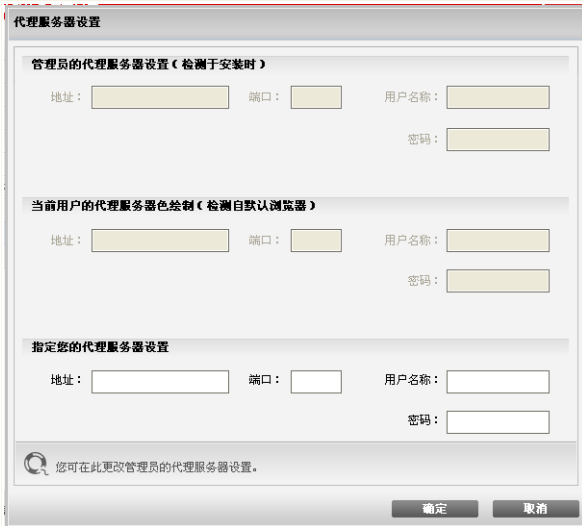 代理服务器设置
管理员的代理服务器设置（检测于安装时）
地址： 端口： 用户名称：
密码：
当前用户的代理服务器色绘制（检测自默认浏览器）
地址： 端口： 用户名称：
密码：
指定您的代理服务器设置
地址： 端口： 用户名称：
密码：
您可在此更改管理员的代理服务器设置。
确定 取消